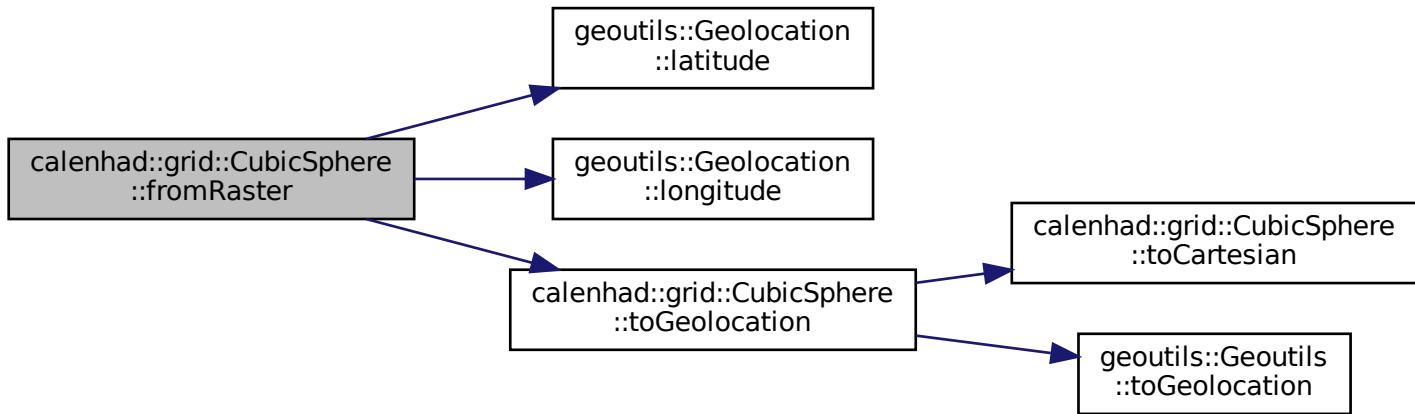 geoutils::Geolocation
::latitude
calenhad::grid::CubicSphere
::fromRaster
geoutils::Geolocation
::longitude
calenhad::grid::CubicSphere
::toCartesian
calenhad::grid::CubicSphere
::toGeolocation
geoutils::Geoutils
::toGeolocation